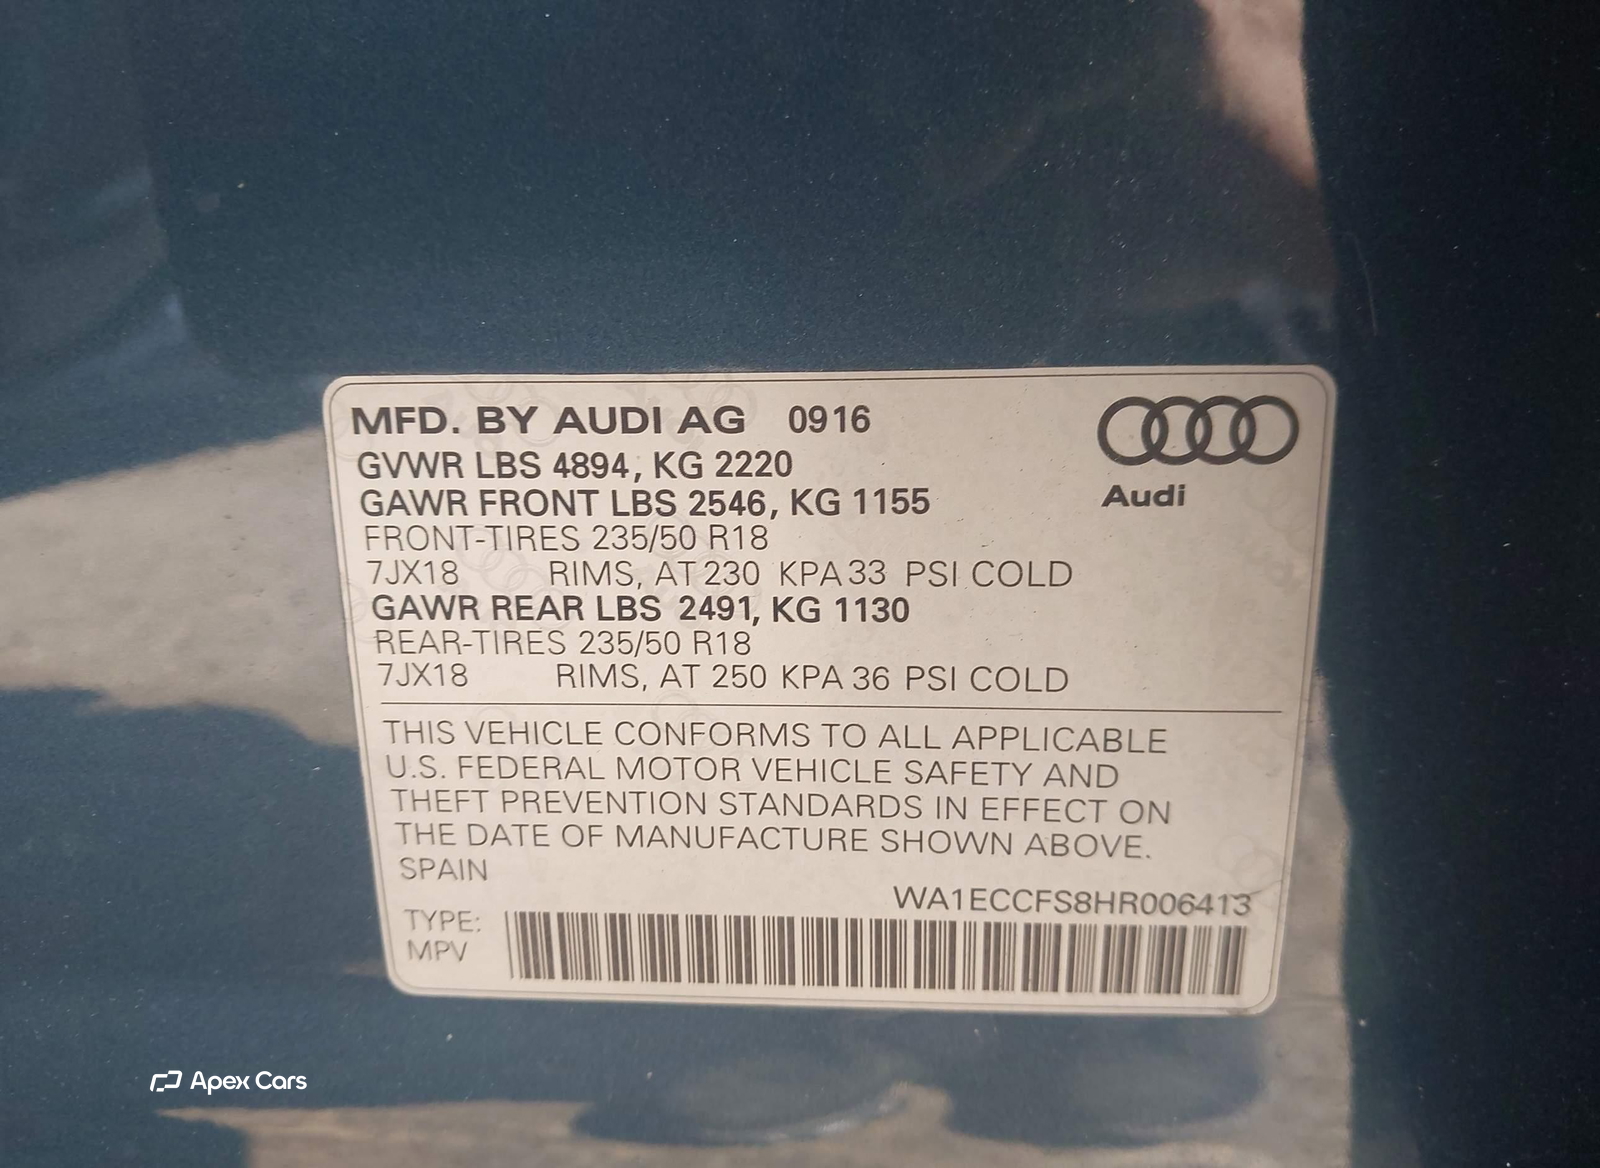 MFD. BY AUDI AG 0916
GVWR LBS 4894, KG 2220
GAWR FRONT LBS 2546, KG 1155
FRONT-TIRES 235/50 R18
7JX18 RIMS, AT 230 KPA 33 PSI COLD
GAWR REAR LBS 2491, KG 1130
REAR-TIRES 235/50 R18
7JX18 RIMS, AT 250 KPA 36 PSI COLD
Audi
THIS VEHICLE CONFORMS TO ALL APPLICABLE
U.S. FEDERAL MOTOR VEHICLE SAFETY AND
THEFT PREVENTION STANDARDS IN EFFECT ON
THE DATE OF MANUFACTURE SHOWN ABOVE.
SPAIN
WA1ECCFS8HR006413
TYPE:
MPV
Apex Cars